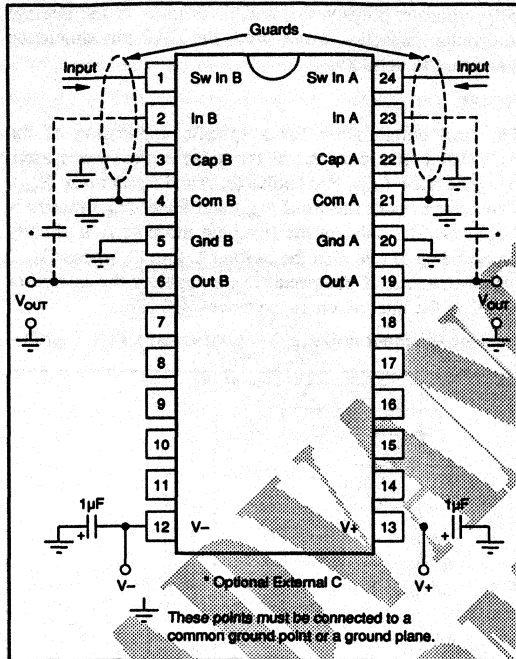 Guards
Input
Input
1 Sw In B Sw In A 24
2 In B In A 23
3 Cap B Cap A 22
4 Com B Com A 21
5 Gnd B Gnd A 20
* *
6 Out B Out A 19
VOUT VOUT
7 18
8 17
9 16
10 15
11 14
1µF 1µF
+ 12 V– V+ 13 +
V– V+
* Optional External C
These points must be connected to a
common ground point or a ground plane.